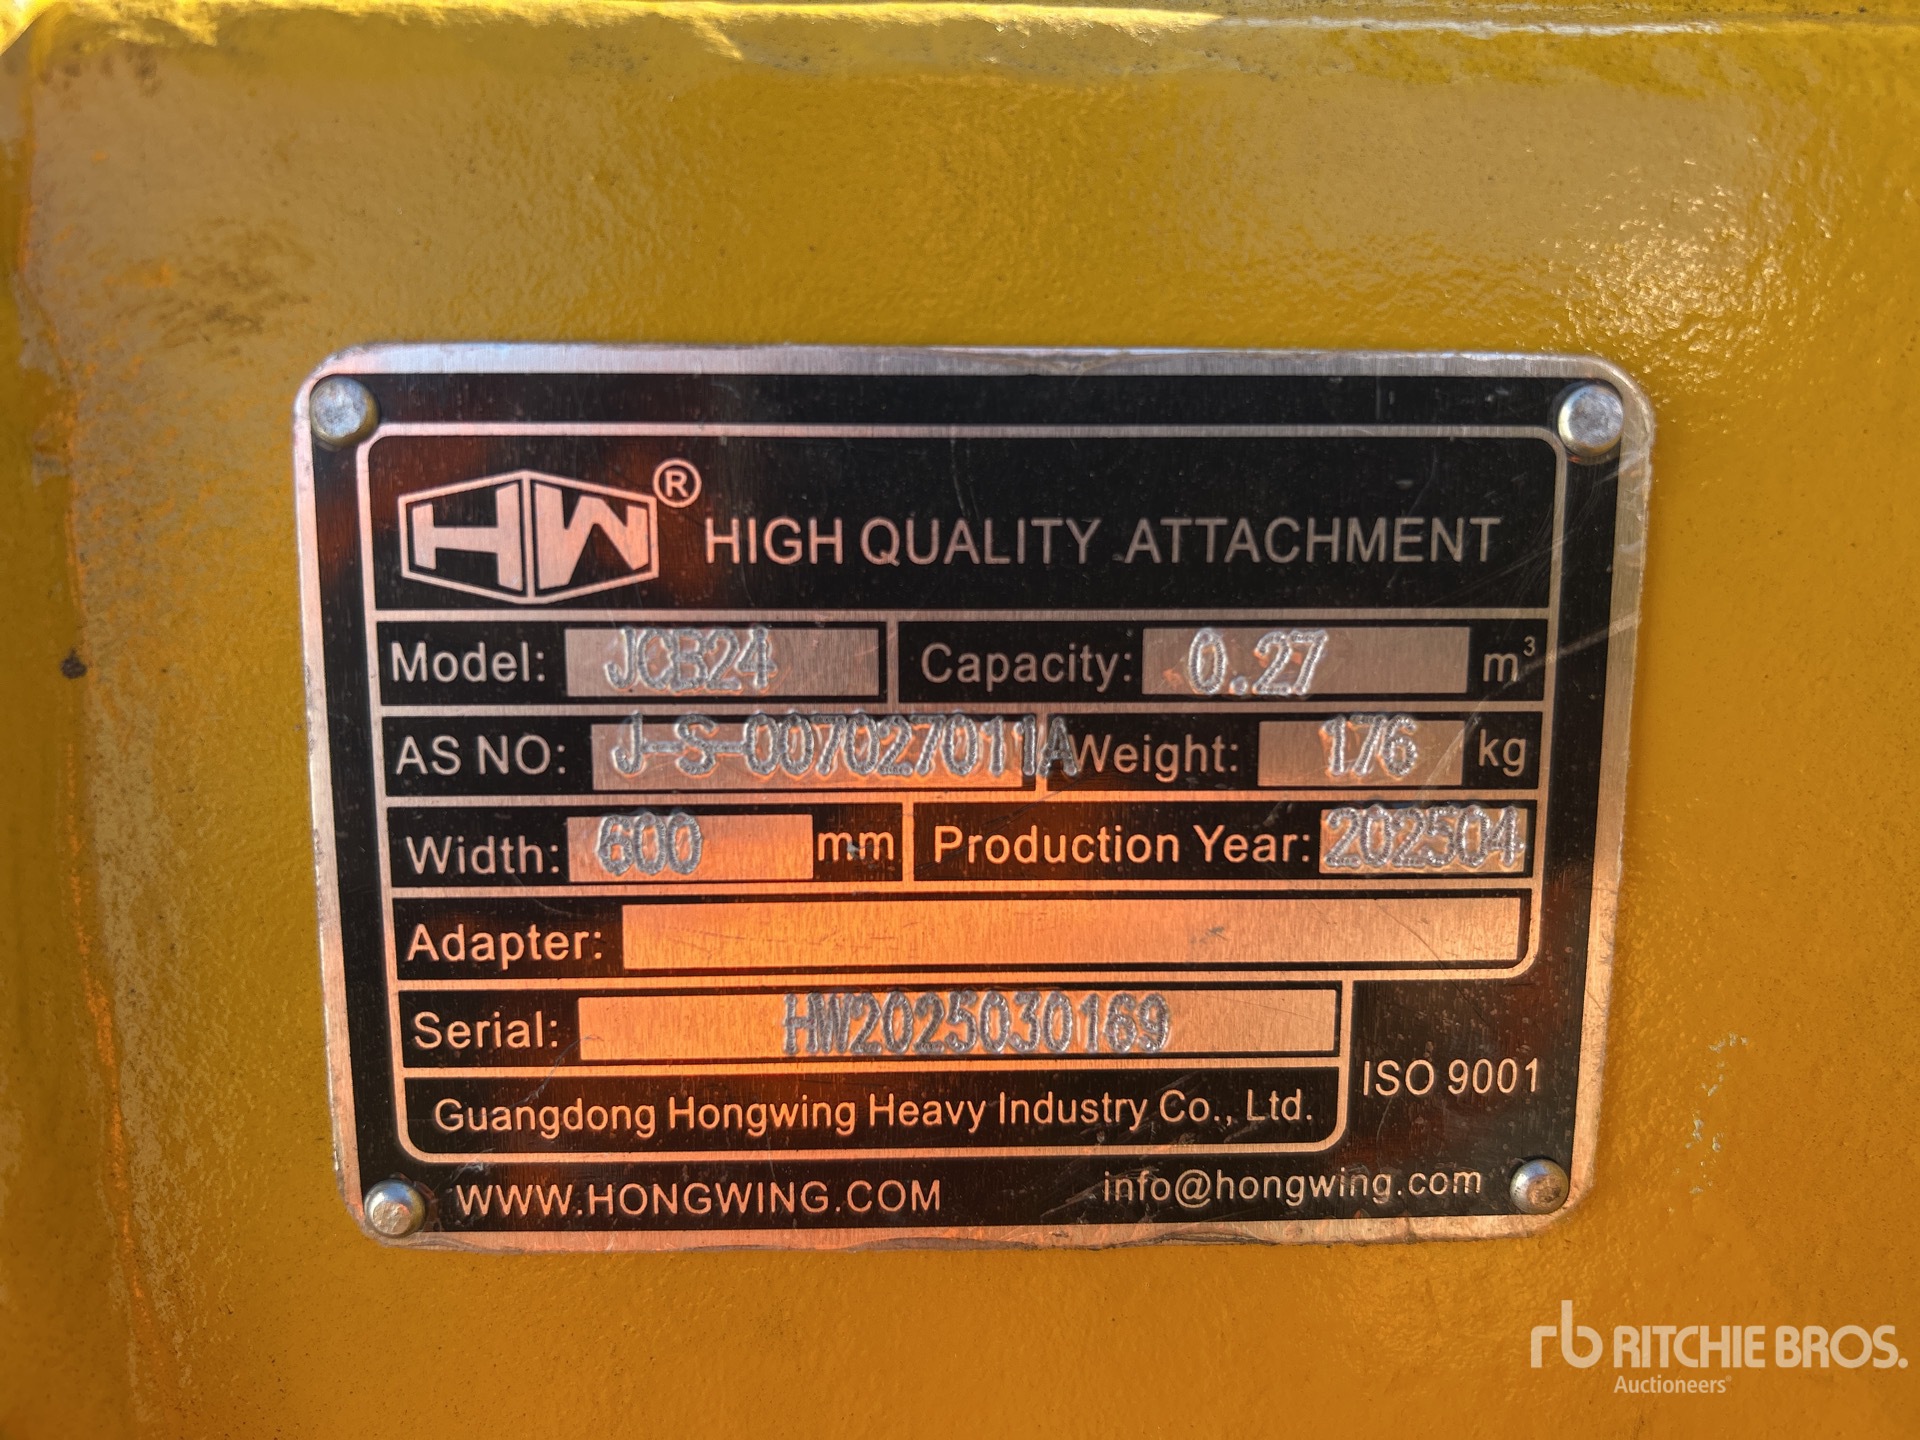 HW®
HIGH QUALITY ATTACHMENT
Model: JCB24 Capacity: 0.27 m³
AS NO: J-S-007027011A Weight: 176 kg
Width: 600 mm Production Year: 202504
Adapter:
Serial: HW2025030169
Guangdong Hongwing Heavy Industry Co., Ltd.
ISO 9001
WWW.HONGWING.COM info@hongwing.com
rb RITCHIE BROS.
Auctioneers®